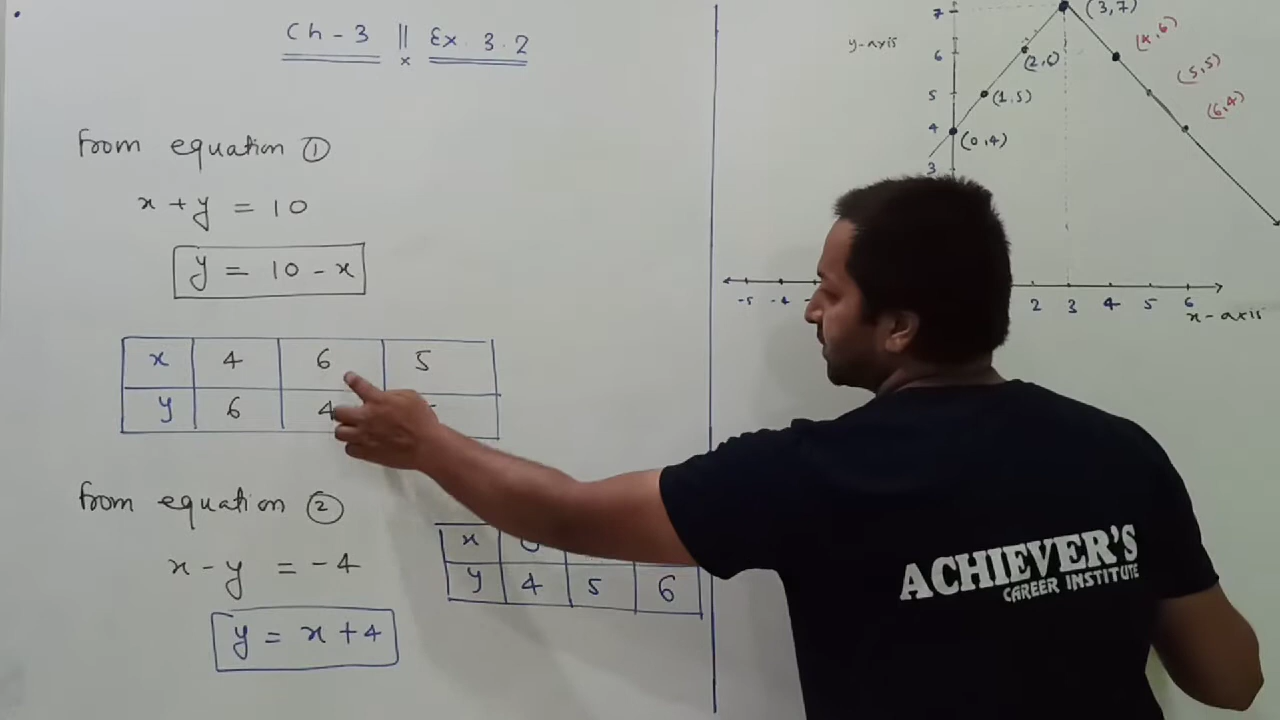 Ch - 3 || Ex. 3.2
From equation ①
x + y = 10
y = 10 - x
x 4 6 5
y 6 4
From equation ②
x - y = -4
y = x + 4
x
y 4 5 6
y-axis
7
6
5
4
3
(3,7)
(4,6)
(5,5)
(6,4)
(2,6)
(1,5)
(0,4)
-5 -4 2 3 4 5 6
x-axis
ACHIEVER'S
CAREER INSTITUTE